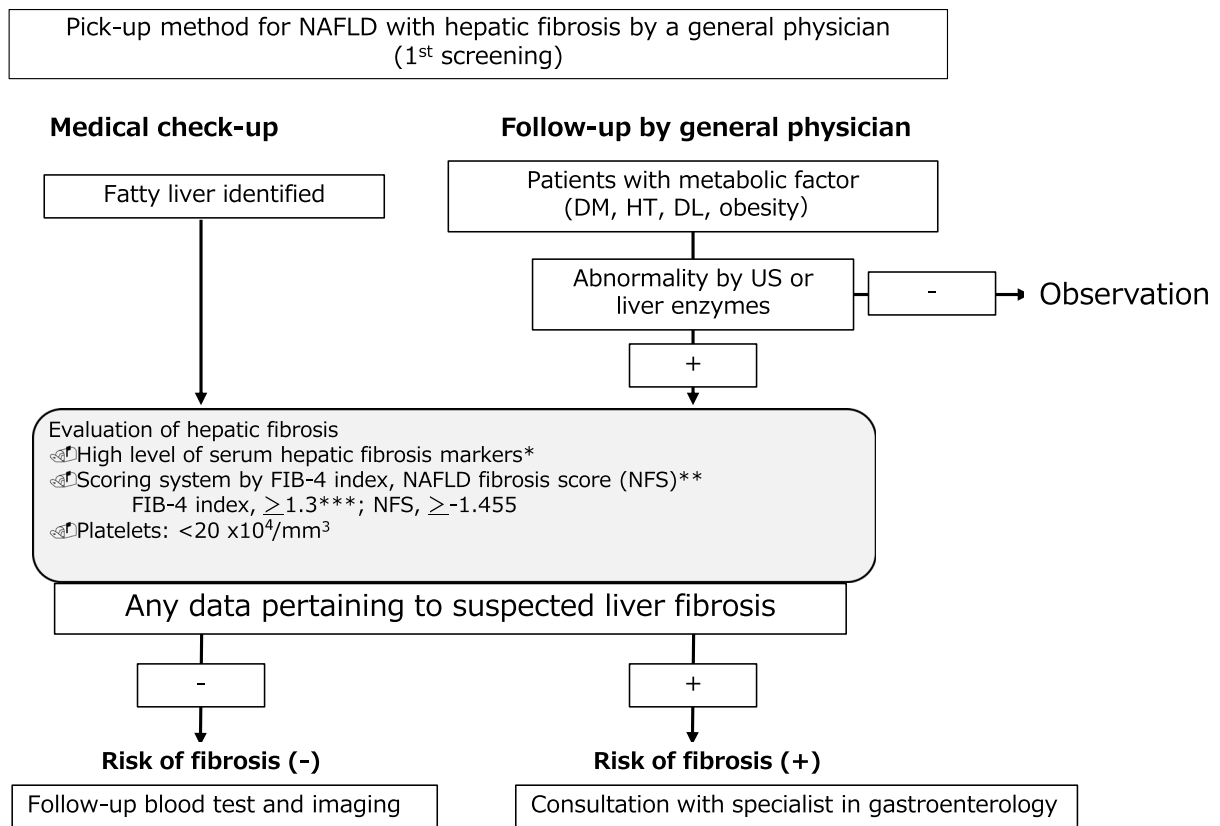 Pick-up method for NAFLD with hepatic fibrosis by a general physician
(1st screening)
Medical check-up
Follow-up by general physician
Fatty liver identified
Patients with metabolic factor
(DM, HT, DL, obesity)
Abnormality by US or
liver enzymes
-
Observation
+
Evaluation of hepatic fibrosis
High level of serum hepatic fibrosis markers*
Scoring system by FIB-4 index, NAFLD fibrosis score (NFS)**
FIB-4 index, ≥1.3***; NFS, ≥-1.455
Platelets: <20 x10⁴/mm³
Any data pertaining to suspected liver fibrosis
-
+
Risk of fibrosis (-)
Risk of fibrosis (+)
Follow-up blood test and imaging
Consultation with specialist in gastroenterology